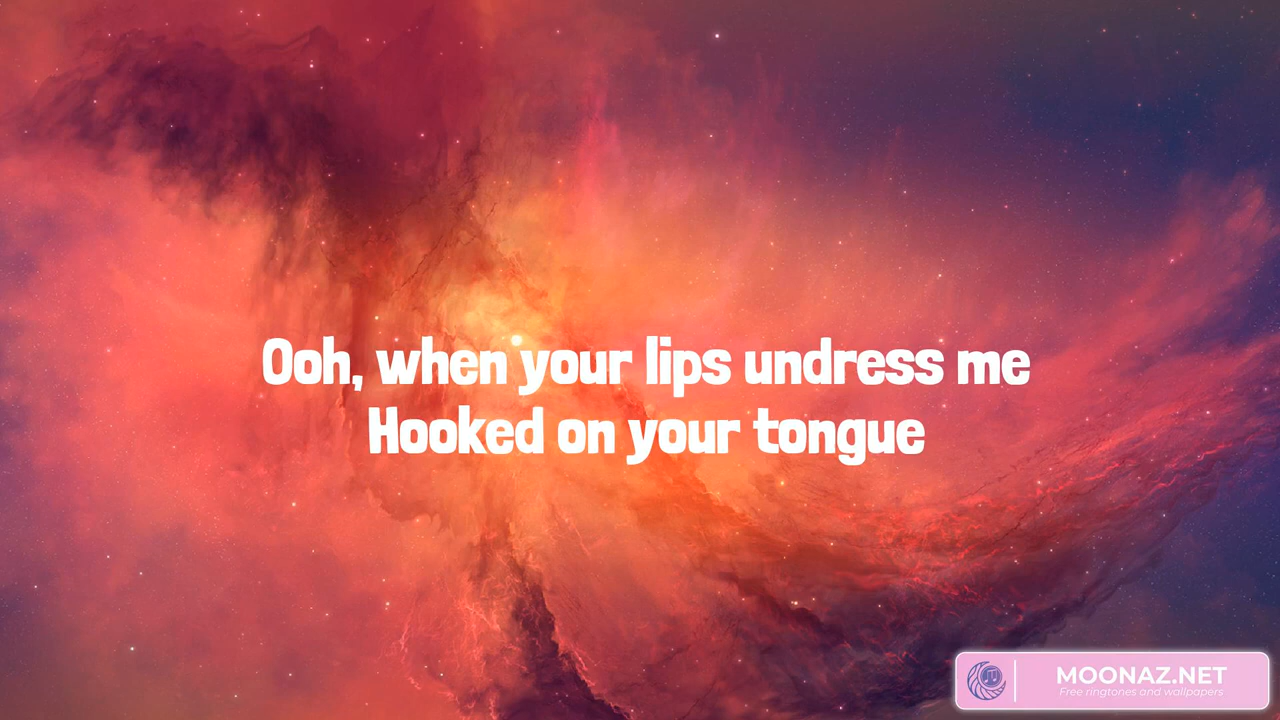 Ooh, when your lips undress me
Hooked on your tongue
MOONAZ.NET
Free ringtones and wallpapers